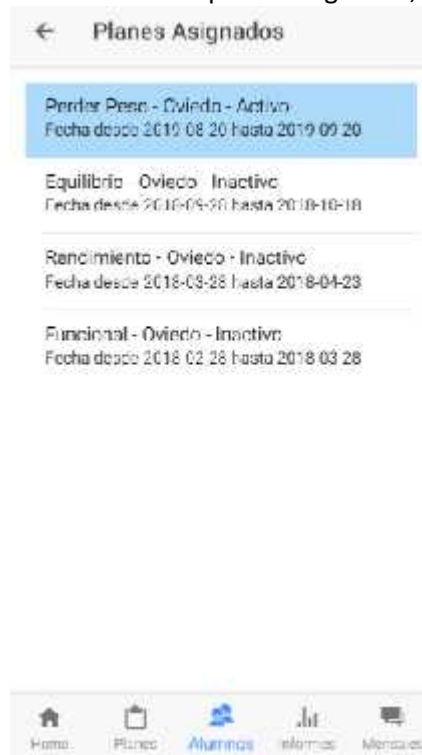 Planes Asignados
Perder Peso - Oviedo - Activo
Fecha desde 2019-08-20 hasta 2019-09-20
Equilibrio - Oviedo - Inactivo
Fecha desde 2018-09-28 hasta 2018-10-18
Rendimiento - Oviedo - Inactivo
Fecha desde 2018-03-28 hasta 2018-04-23
Funcional - Oviedo - Inactivo
Fecha desde 2018-02-28 hasta 2018-03-28
Home Planes Alumnos Informes Mensajes